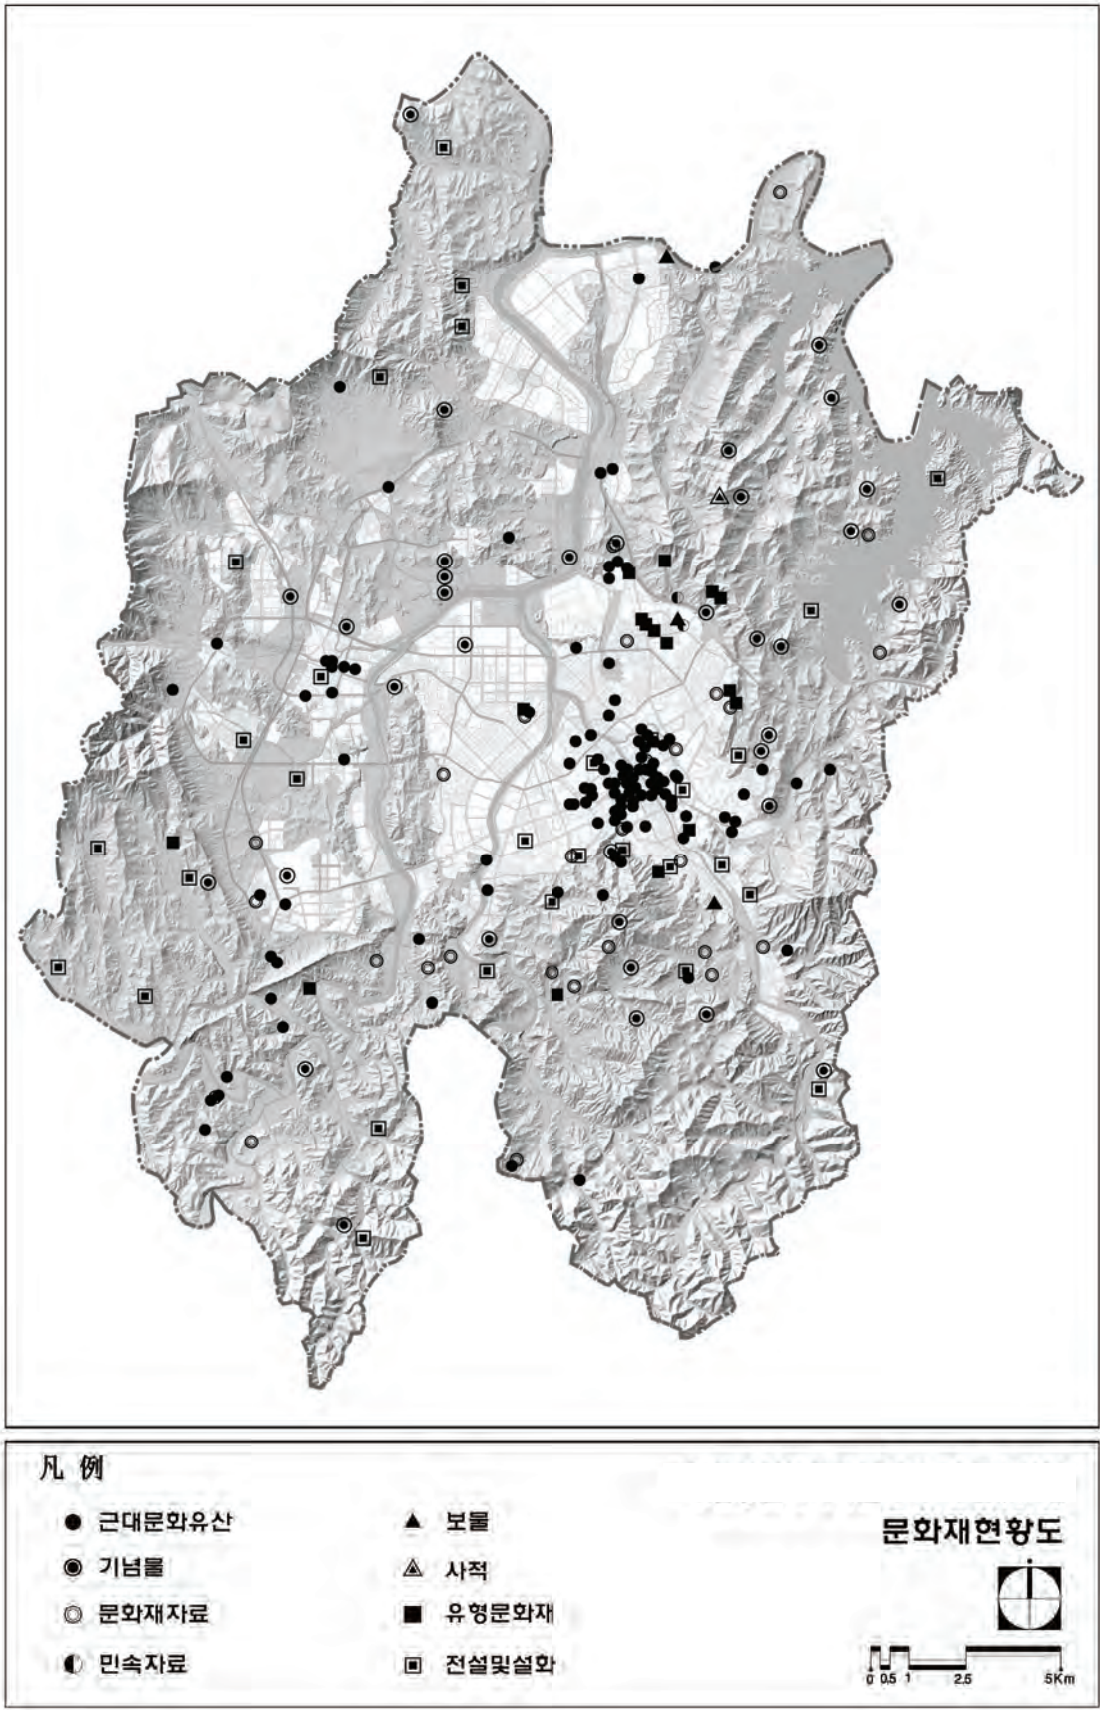 凡 例
근대문화유산
기념물
문화재자료
민속자료
보물
사적
유형문화재
전설및설화
문화재현황도
0 0.5 1 2.5 5Km